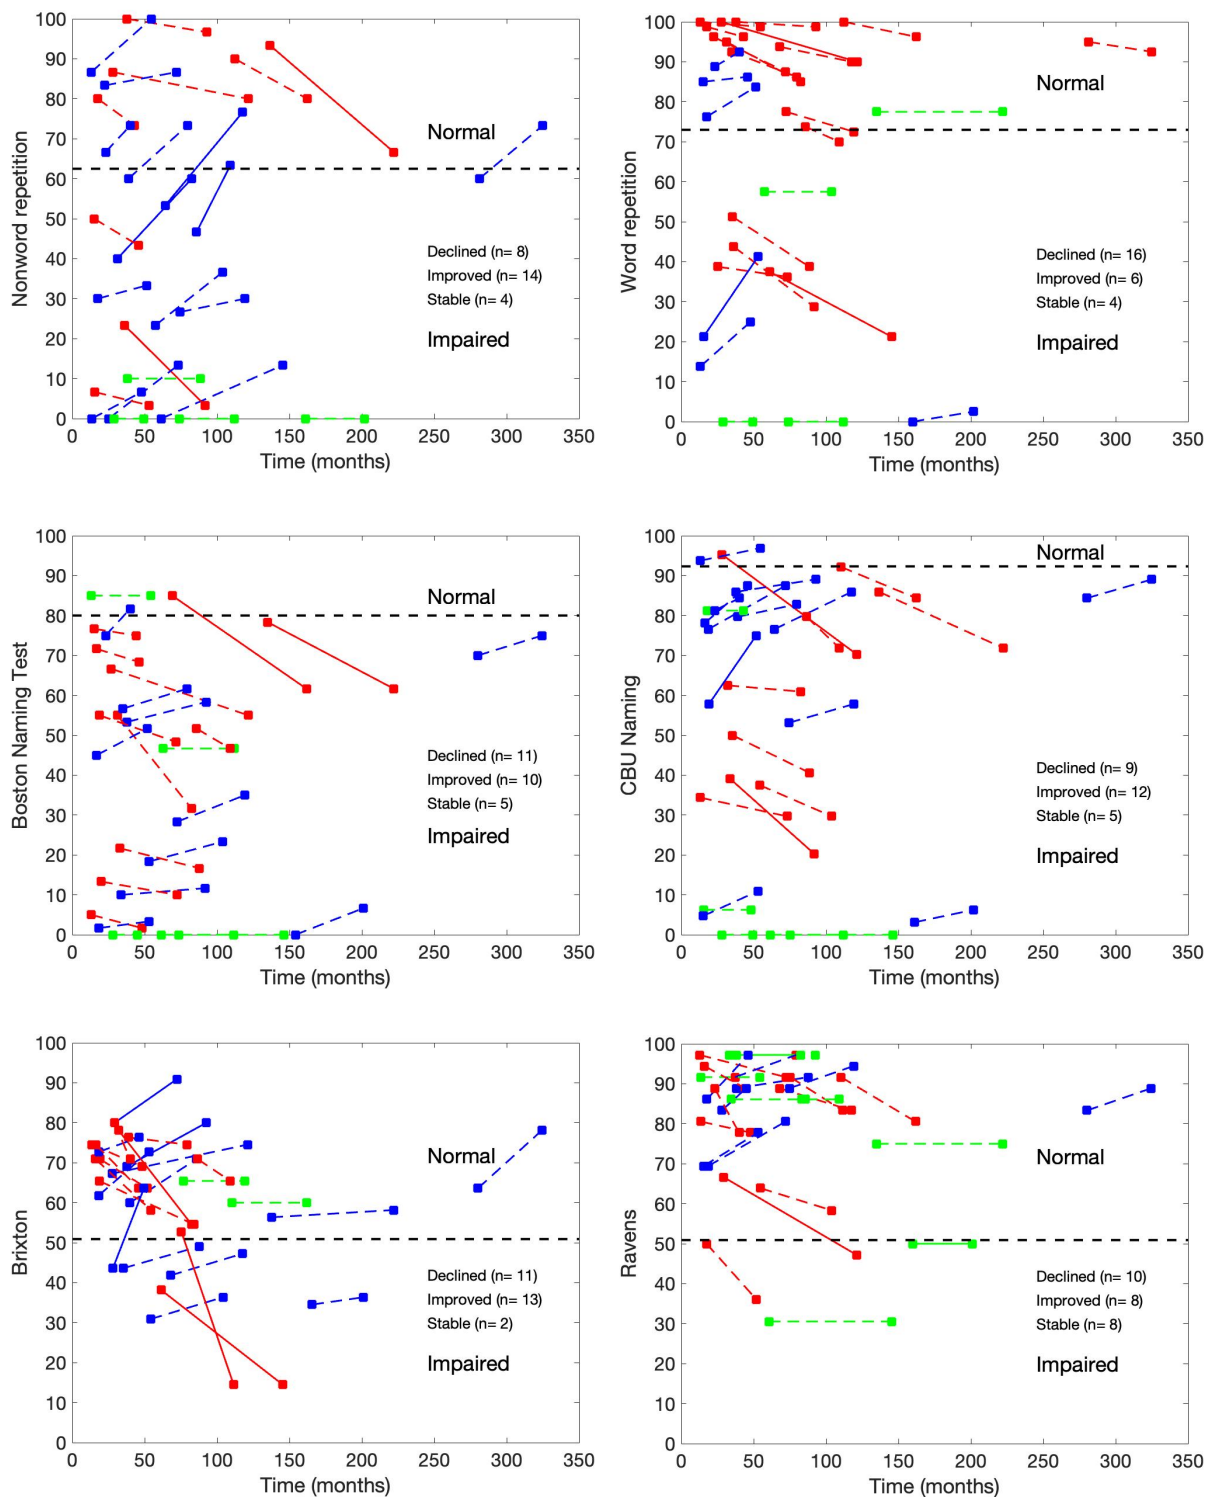 100
90
80
70
60
50
40
30
20
10
0
Nonword repetition
Normal
Declined (n= 8)
Improved (n= 14)
Stable (n= 4)
Impaired
0 50 100 150 200 250 300 350
Time (months)
100
90
80
70
60
50
40
30
20
10
0
Word repetition
Normal
Declined (n= 16)
Improved (n= 6)
Stable (n= 4)
Impaired
0 50 100 150 200 250 300 350
Time (months)
100
90
80
70
60
50
40
30
20
10
0
Boston Naming Test
Normal
Declined (n= 11)
Improved (n= 10)
Stable (n= 5)
Impaired
0 50 100 150 200 250 300 350
Time (months)
100
90
80
70
60
50
40
30
20
10
0
CBU Naming
Normal
Declined (n= 9)
Improved (n= 12)
Stable (n= 5)
Impaired
0 50 100 150 200 250 300 350
Time (months)
100
90
80
70
60
50
40
30
20
10
0
Brixton
Normal
Declined (n= 11)
Improved (n= 13)
Stable (n= 2)
Impaired
0 50 100 150 200 250 300 350
Time (months)
100
90
80
70
60
50
40
30
20
10
0
Ravens
Normal
Declined (n= 10)
Improved (n= 8)
Stable (n= 8)
Impaired
0 50 100 150 200 250 300 350
Time (months)